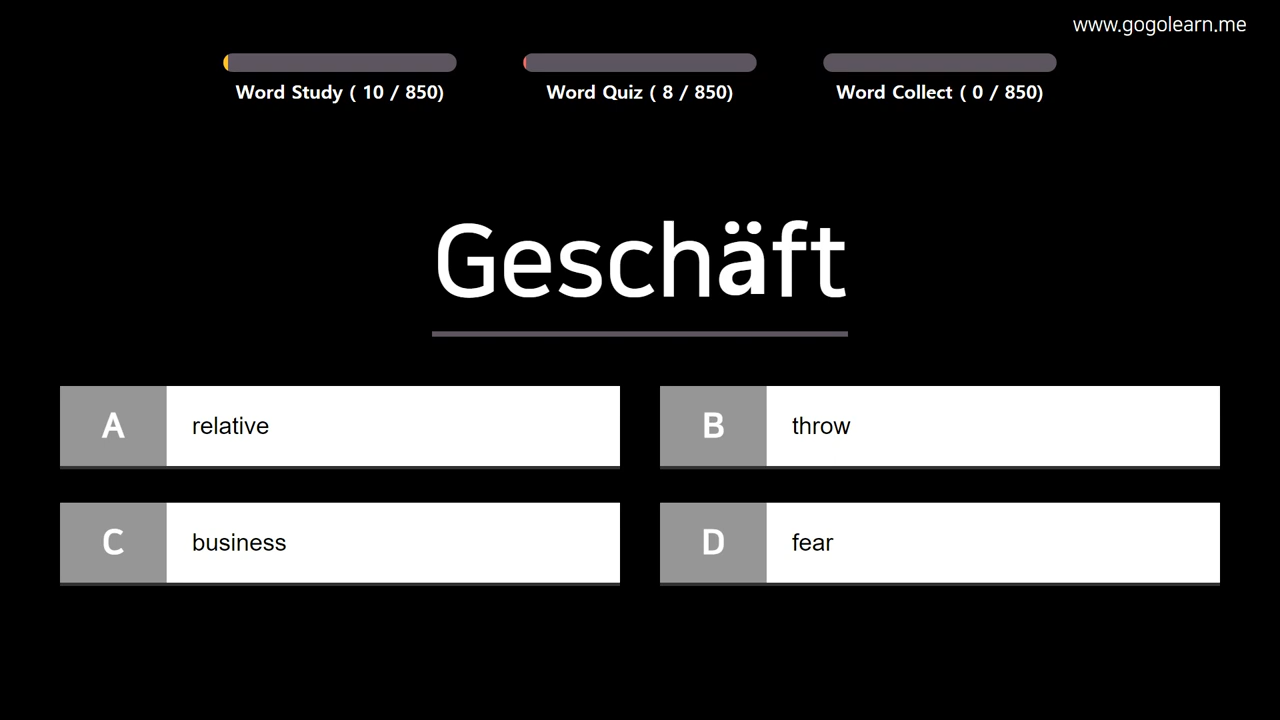 www.gogolearn.me
Word Study ( 10 / 850)
Word Quiz ( 8 / 850)
Word Collect ( 0 / 850)
Geschäft
A relative
B throw
C business
D fear